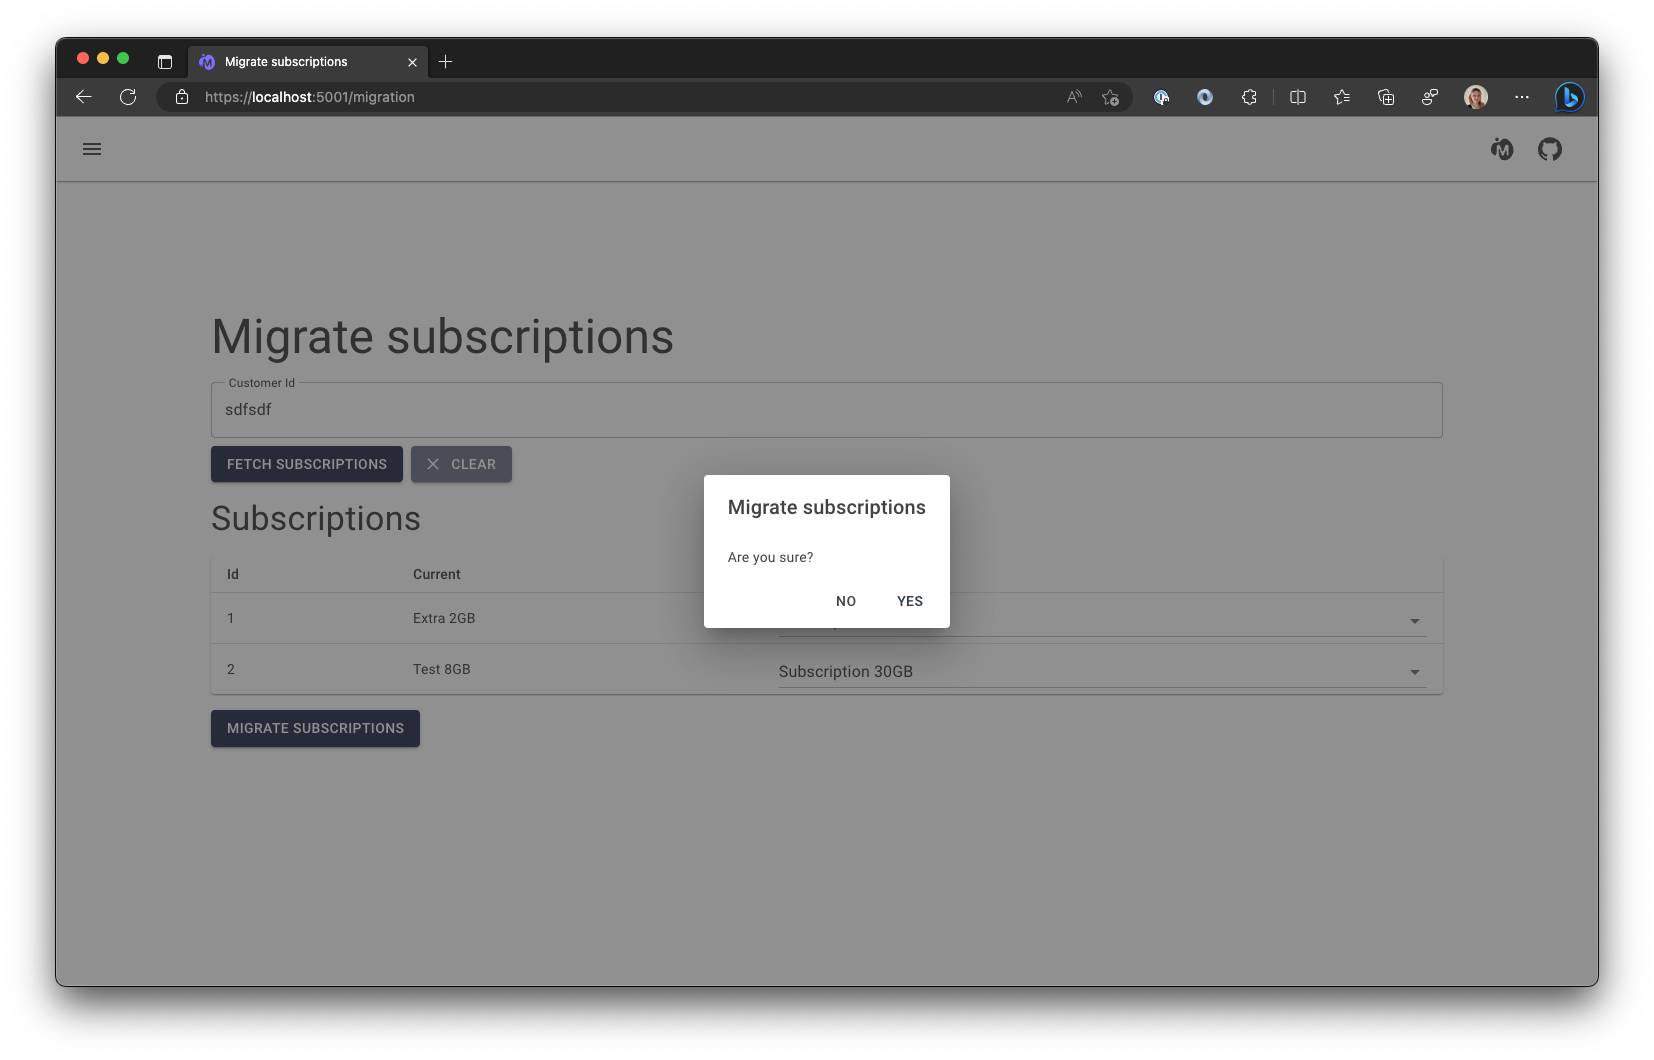 Migrate subscriptions
https://localhost:5001/migration
Migrate subscriptions
Customer Id
sdfsdf
FETCH SUBSCRIPTIONS CLEAR
Subscriptions
Id Current
1 Extra 2GB
2 Test 8GB Subscription 30GB
MIGRATE SUBSCRIPTIONS
Migrate subscriptions
Are you sure?
NO YES